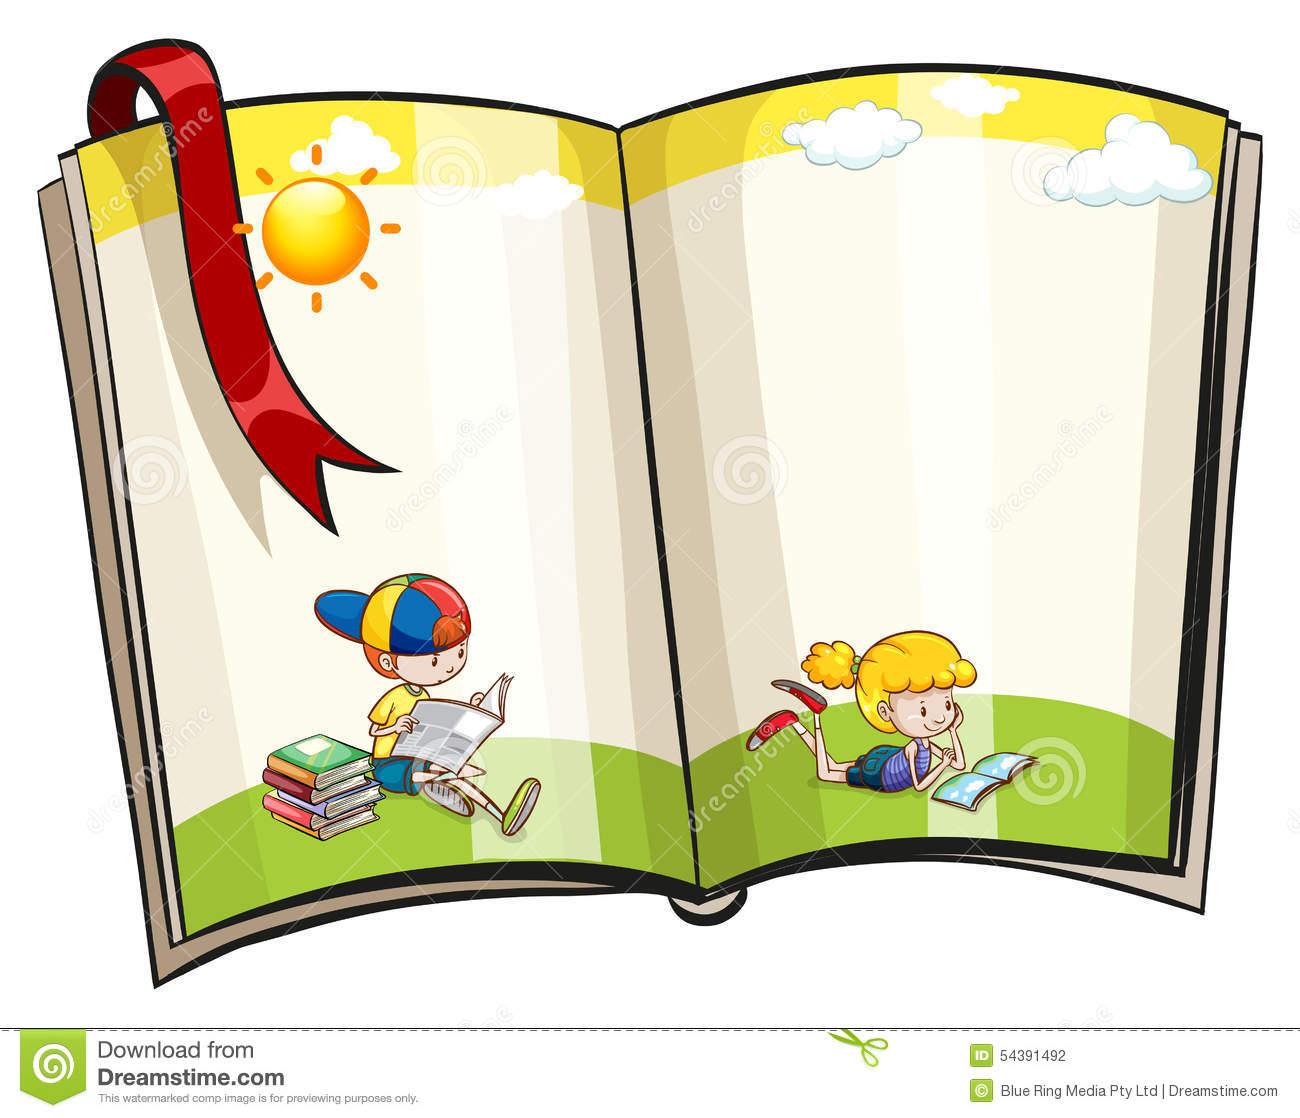 Download from
Dreamstime.com
This watermarked comp image is for previewing purposes only.
ID 54391492
© Blue Ring Media Pty Ltd | Dreamstime.com
dreamstime